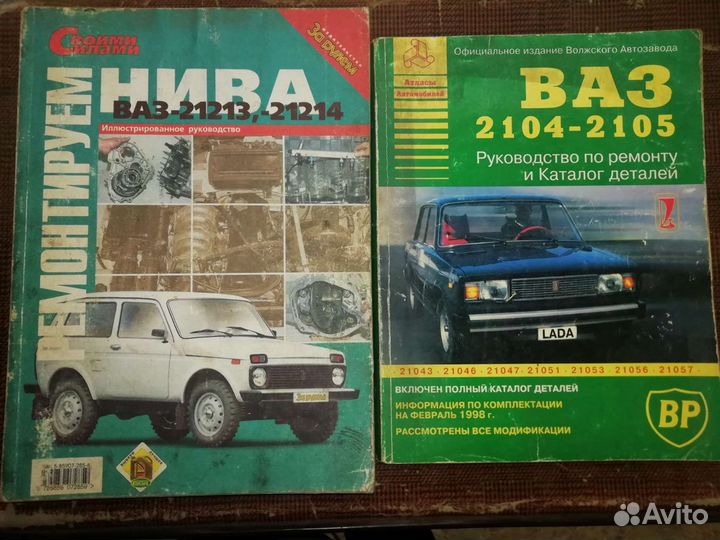 Своими Силами
издательство
За рулем
РЕМОНТИРУЕМ
НИВА
ВАЗ-21213,-21214
Иллюстрированное руководство
За рулем
Официальное издание Волжского Автозавода
Атласы
Автомобилей
ВАЗ
2104-2105
Руководство по ремонту
и Каталог деталей
LADA
· 21043 · 21046 · 21047 · 21051 · 21053 · 21056 · 21057 ·
ВКЛЮЧЕН ПОЛНЫЙ КАТАЛОГ ДЕТАЛЕЙ
ИНФОРМАЦИЯ ПО КОМПЛЕКТАЦИИ
НА ФЕВРАЛЬ 1998 г.
РАССМОТРЕНЫ ВСЕ МОДИФИКАЦИИ
BP
Avito